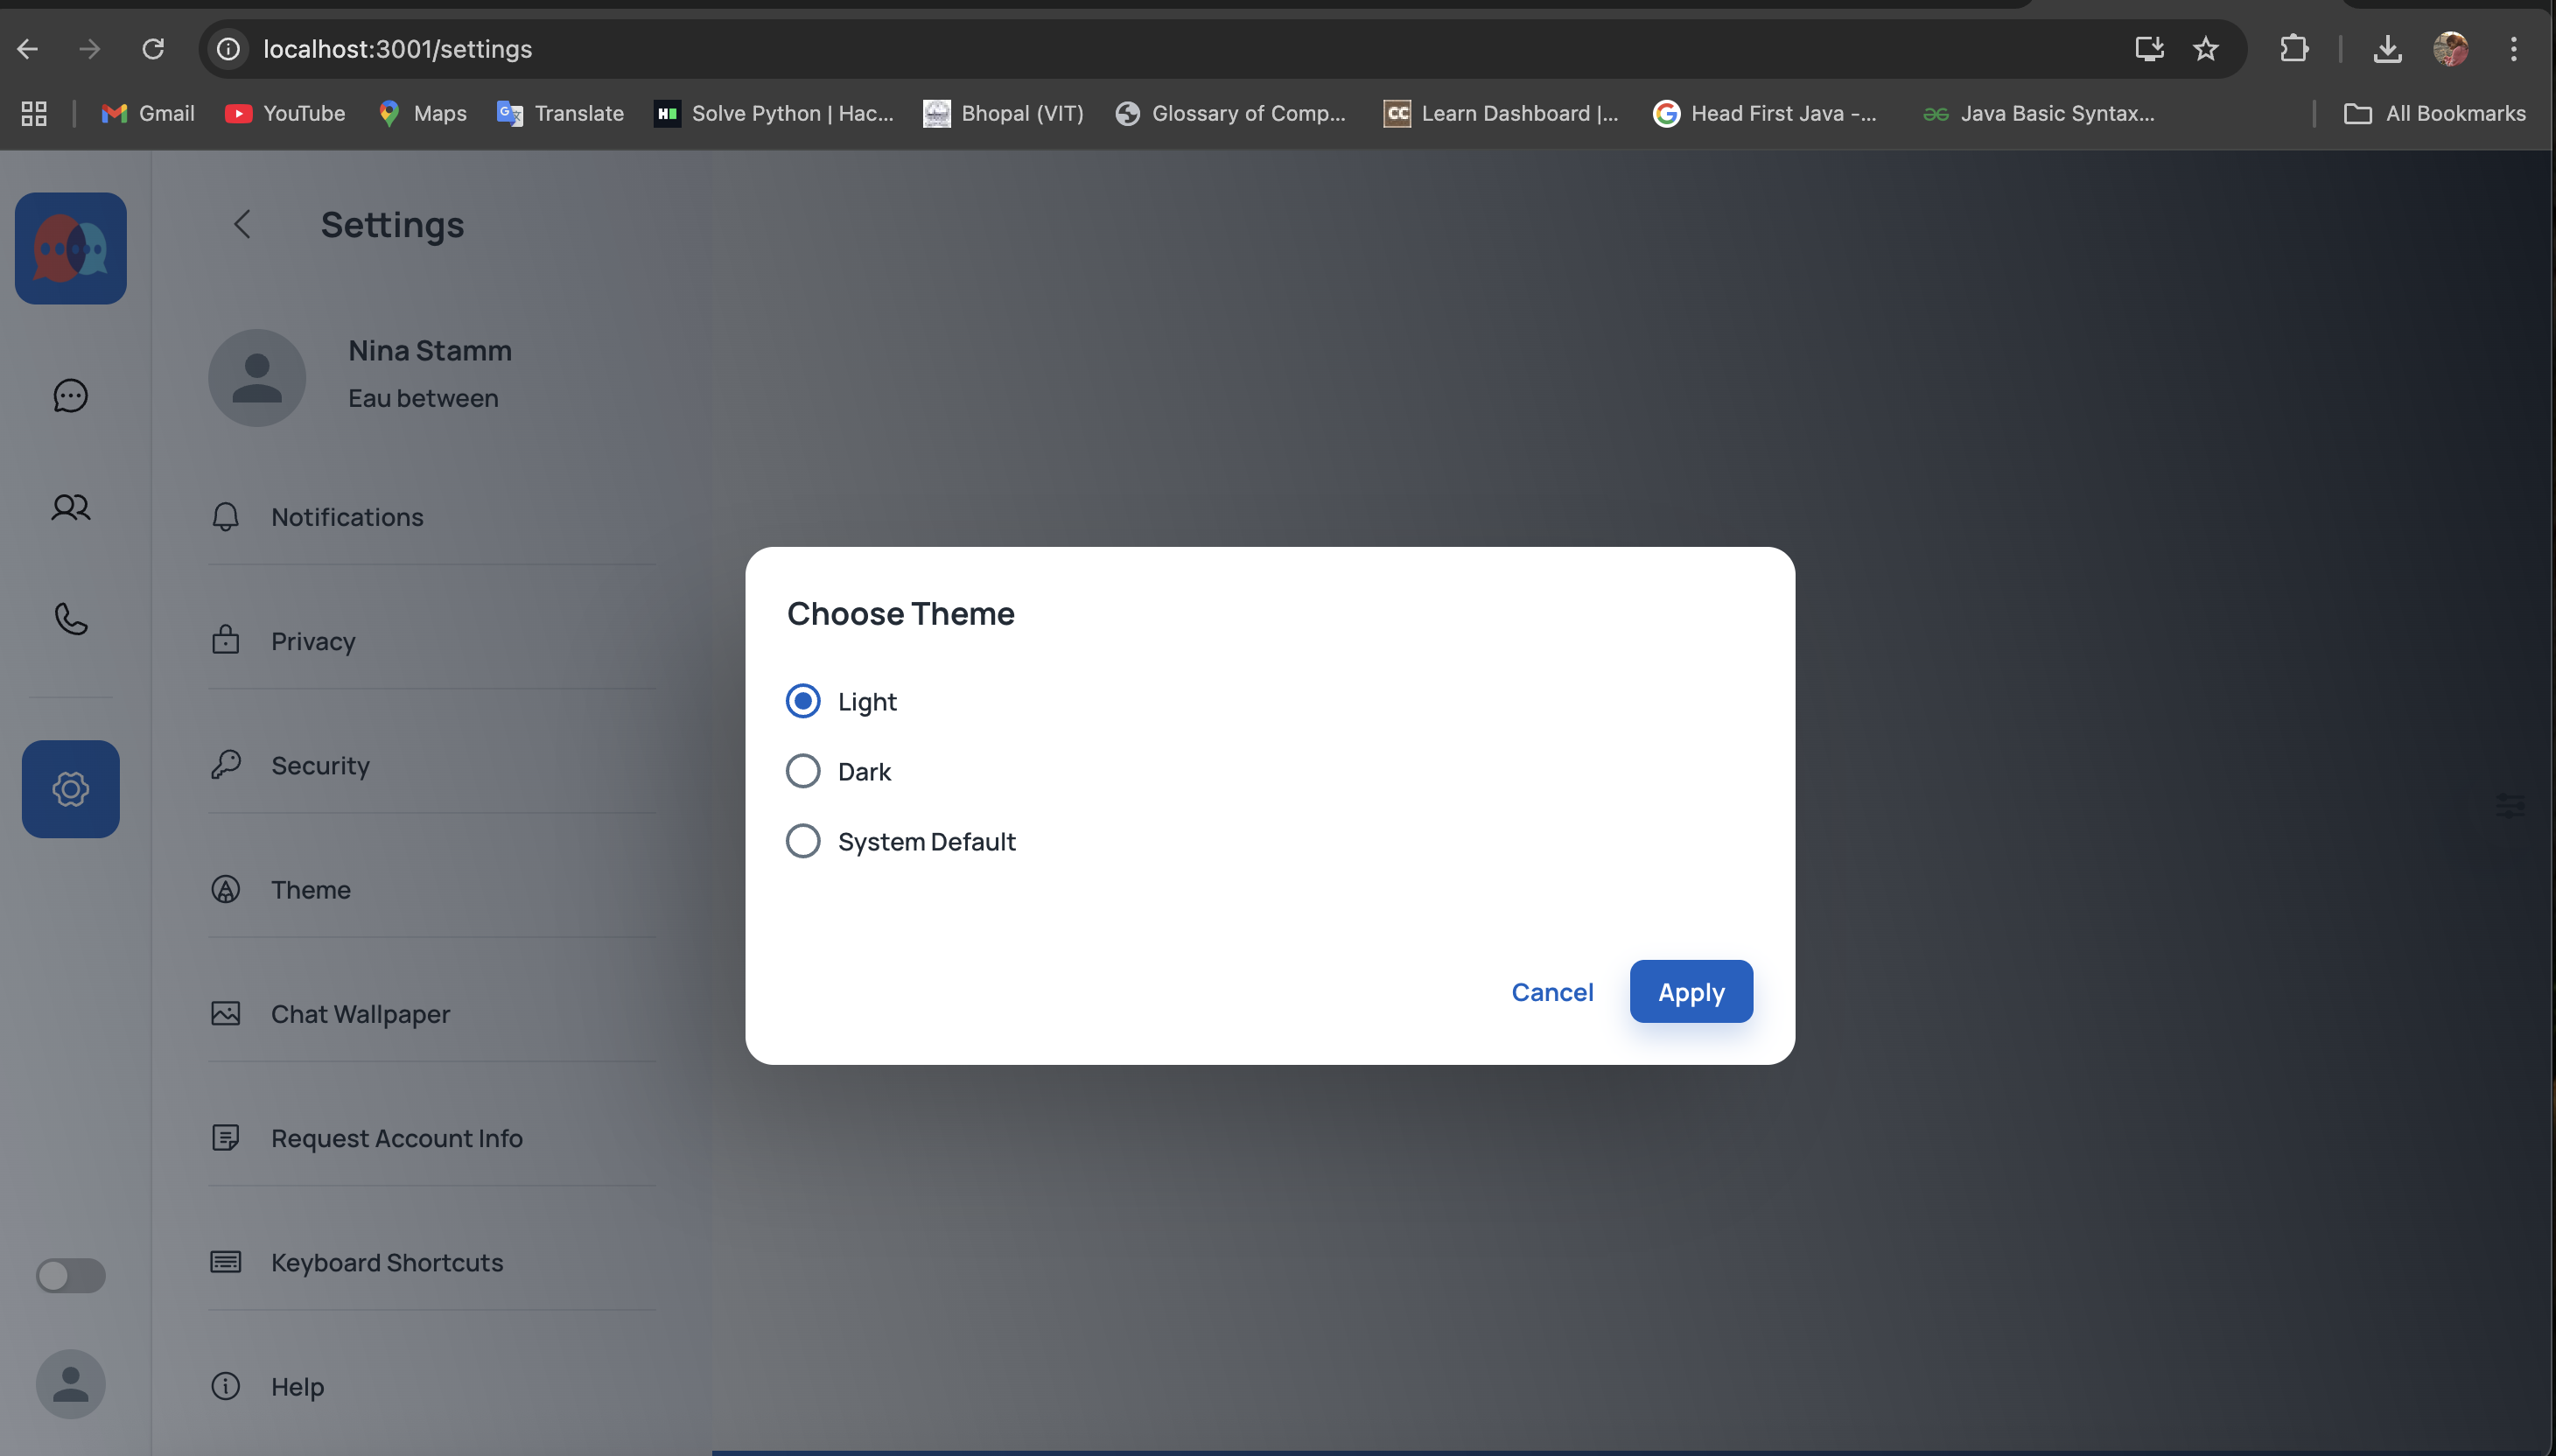 localhost:3001/settings
Gmail
YouTube
Maps
Translate
Solve Python | Hac...
Bhopal (VIT)
Glossary of Comp...
Learn Dashboard |...
Head First Java -...
Java Basic Syntax...
All Bookmarks
Settings
Nina Stamm
Eau between
Notifications
Privacy
Security
Theme
Chat Wallpaper
Request Account Info
Keyboard Shortcuts
Help
Choose Theme
Light
Dark
System Default
Cancel
Apply